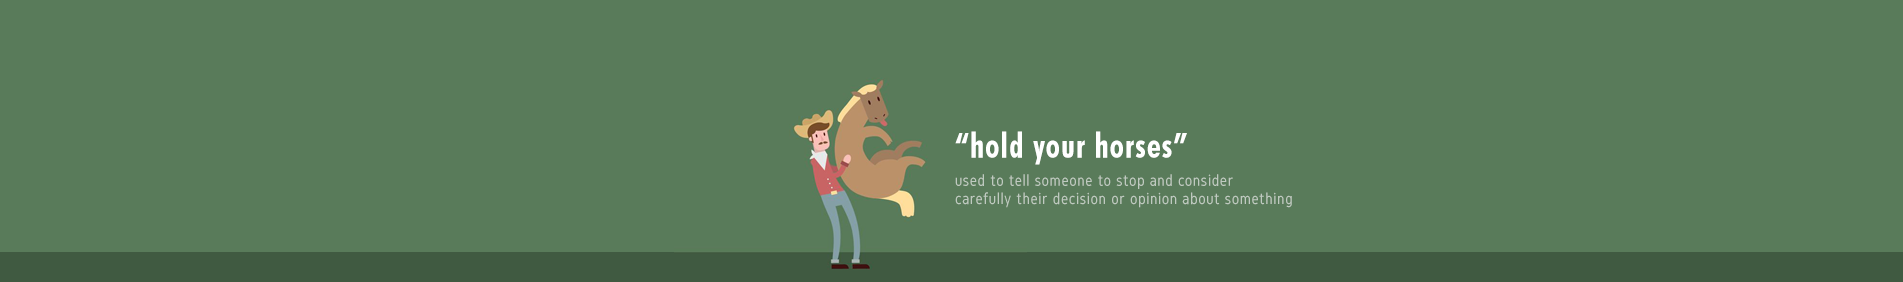 “hold your horses”
used to tell someone to stop and consider
carefully their decision or opinion about something